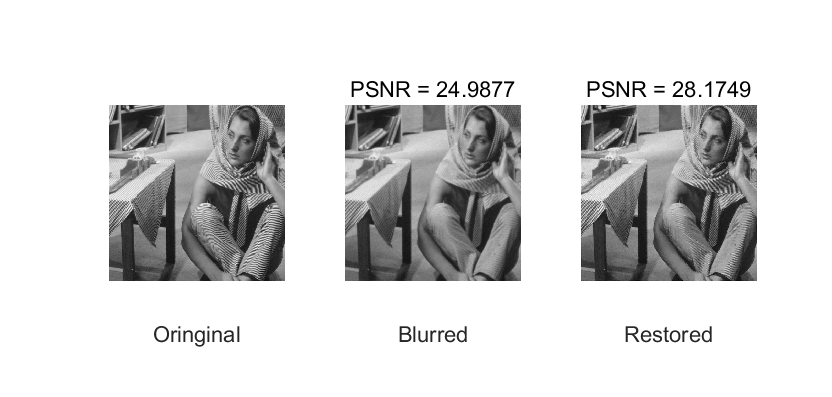 PSNR = 24.9877
PSNR = 28.1749
Oringinal
Blurred
Restored